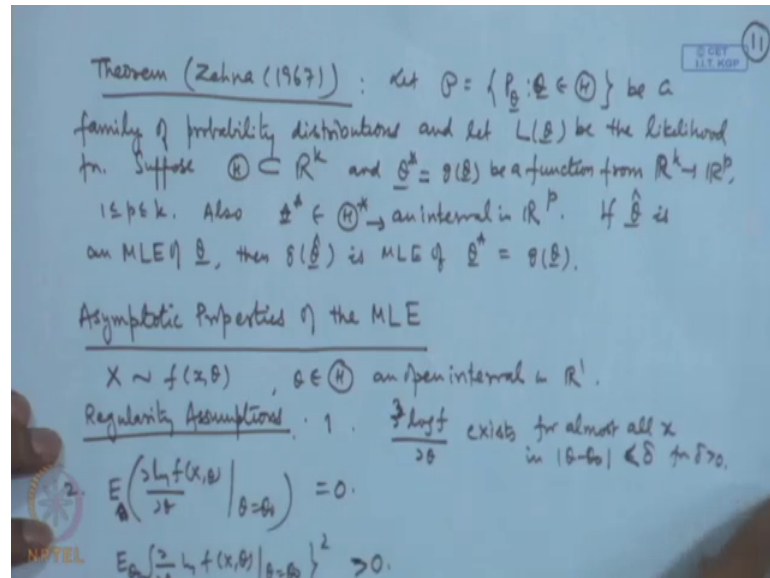 11
© CET
I.I.T. KGP
Theorem (Zehna (1967)) : Let 𝒫 = { P_θ : θ ∈ Ⓗ } be a
family of probability distributions and let L(θ) be the likelihood
fn. Suppose Ⓗ ⊂ ℝ^k and θ* = g(θ) be a function from ℝ^k → ℝ^p,
1 ≤ p ≤ k. Also θ* ∈ Ⓗ* → an interval in ℝ^p. If θ̂ is
an MLE of θ, then g(θ̂) is MLE of θ* = g(θ).
Asymptotic Properties of the MLE
X ~ f(x,θ) , θ ∈ Ⓗ an open interval in ℝ'.
Regularity Assumptions . 1. ∂ log f / ∂θ exists for almost all x
in |θ-θ₀| < δ for δ>0.
2. E_θ ( ∂ ln f(x,θ) / ∂θ |_θ=θ₀ ) = 0.
E_θ₀ { ∂/∂θ ln f(x,θ) |_θ=θ₀ }² > 0.
NPTEL